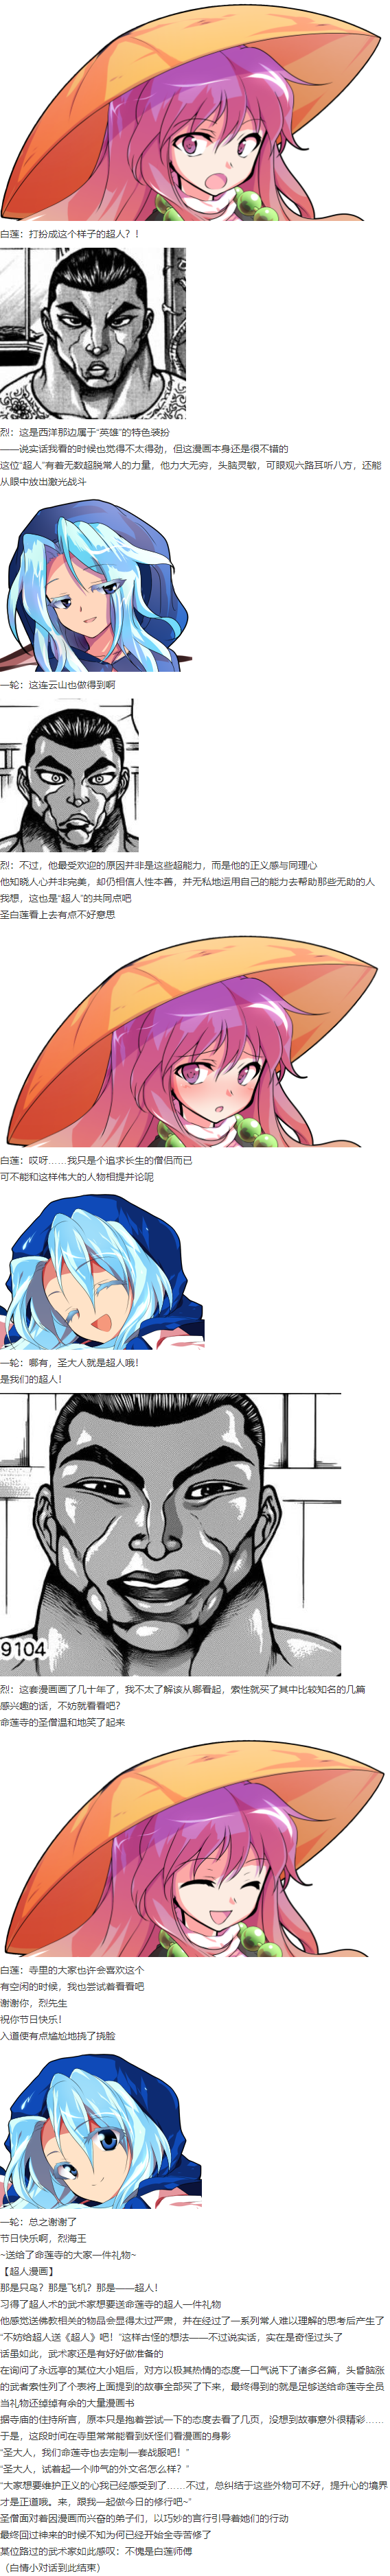 白莲：打扮成这个样子的超人？！
烈：这是西洋那边属于“英雄”的特色装扮
——说实话我看的时候也觉得不太得劲，但这漫画本身还是很不错的
这位“超人”有着无数超脱常人的力量，他力大无穷，头脑灵敏，可眼观六路耳听八方，还能
从眼中放出激光战斗
一轮：这连云山也做得到啊
烈：不过，他最受欢迎的原因并非是这些超能力，而是他的正义感与同理心
他知晓人心并非完美，却仍相信人性本善，并无私地运用自己的能力去帮助那些无助的人
我想，这也是“超人”的共同点吧
圣白莲看上去有点不好意思
白莲：哎呀……我只是个追求长生的僧侣而已
可不能和这样伟大的人物相提并论呢
一轮：哪有，圣大人就是超人哦！
是我们的超人！
9104
烈：这套漫画画了几十年了，我不太了解该从哪看起，索性就买了其中比较知名的几篇
感兴趣的话，不妨就看看吧？
命莲寺的圣僧温和地笑了起来
白莲：寺里的大家也许会喜欢这个
有空闲的时候，我也尝试着看看吧
谢谢你，烈先生
祝你节日快乐！
入道使有点尴尬地挠了挠脸
一轮：总之谢谢了
节日快乐啊，烈海王
~送给了命莲寺的大家一件礼物~
【超人漫画】
那是只鸟？那是飞机？那是——超人！
习得了超人术的武术家想要送命莲寺的超人一件礼物
他感觉送佛教相关的物品会显得太过严肃，并在经过了一系列常人难以理解的思考后产生了
“不妨给超人送《超人》吧！”这样古怪的想法——不过说实话，实在是奇怪过头了
话虽如此，武术家还是有好好做准备的
在询问了永远亭的某位大小姐后，对方以极其热情的态度一口气说下了诸多名篇，头昏脑涨
的武者索性列了个表将上面提到的故事全部买了下来，最终得到的就是足够送给命莲寺全员
当礼物还绰绰有余的大量漫画书
据寺庙的住持所言，原本只是抱着尝试一下的态度去看了几页，没想到故事意外很精彩……
于是，这段时间在寺里常常能看到妖怪们看漫画的身影
“圣大人，我们命莲寺也去定制一套战服吧！”
“圣大人，试着起一个帅气的外文名怎么样？”
“大家想要维护正义的心我已经感受到了……不过，总纠结于这些外物可不好，提升心的境界
才是正道哦。来，跟我一起做今日的修行吧~”
圣僧面对着因漫画而兴奋的弟子们，以巧妙的言行引导着她们的行动
最终回过神来的时候不知为何已经开始全寺苦修了
某位路过的武术家如此感叹：不愧是白莲师傅
（白情小对话到此结束）